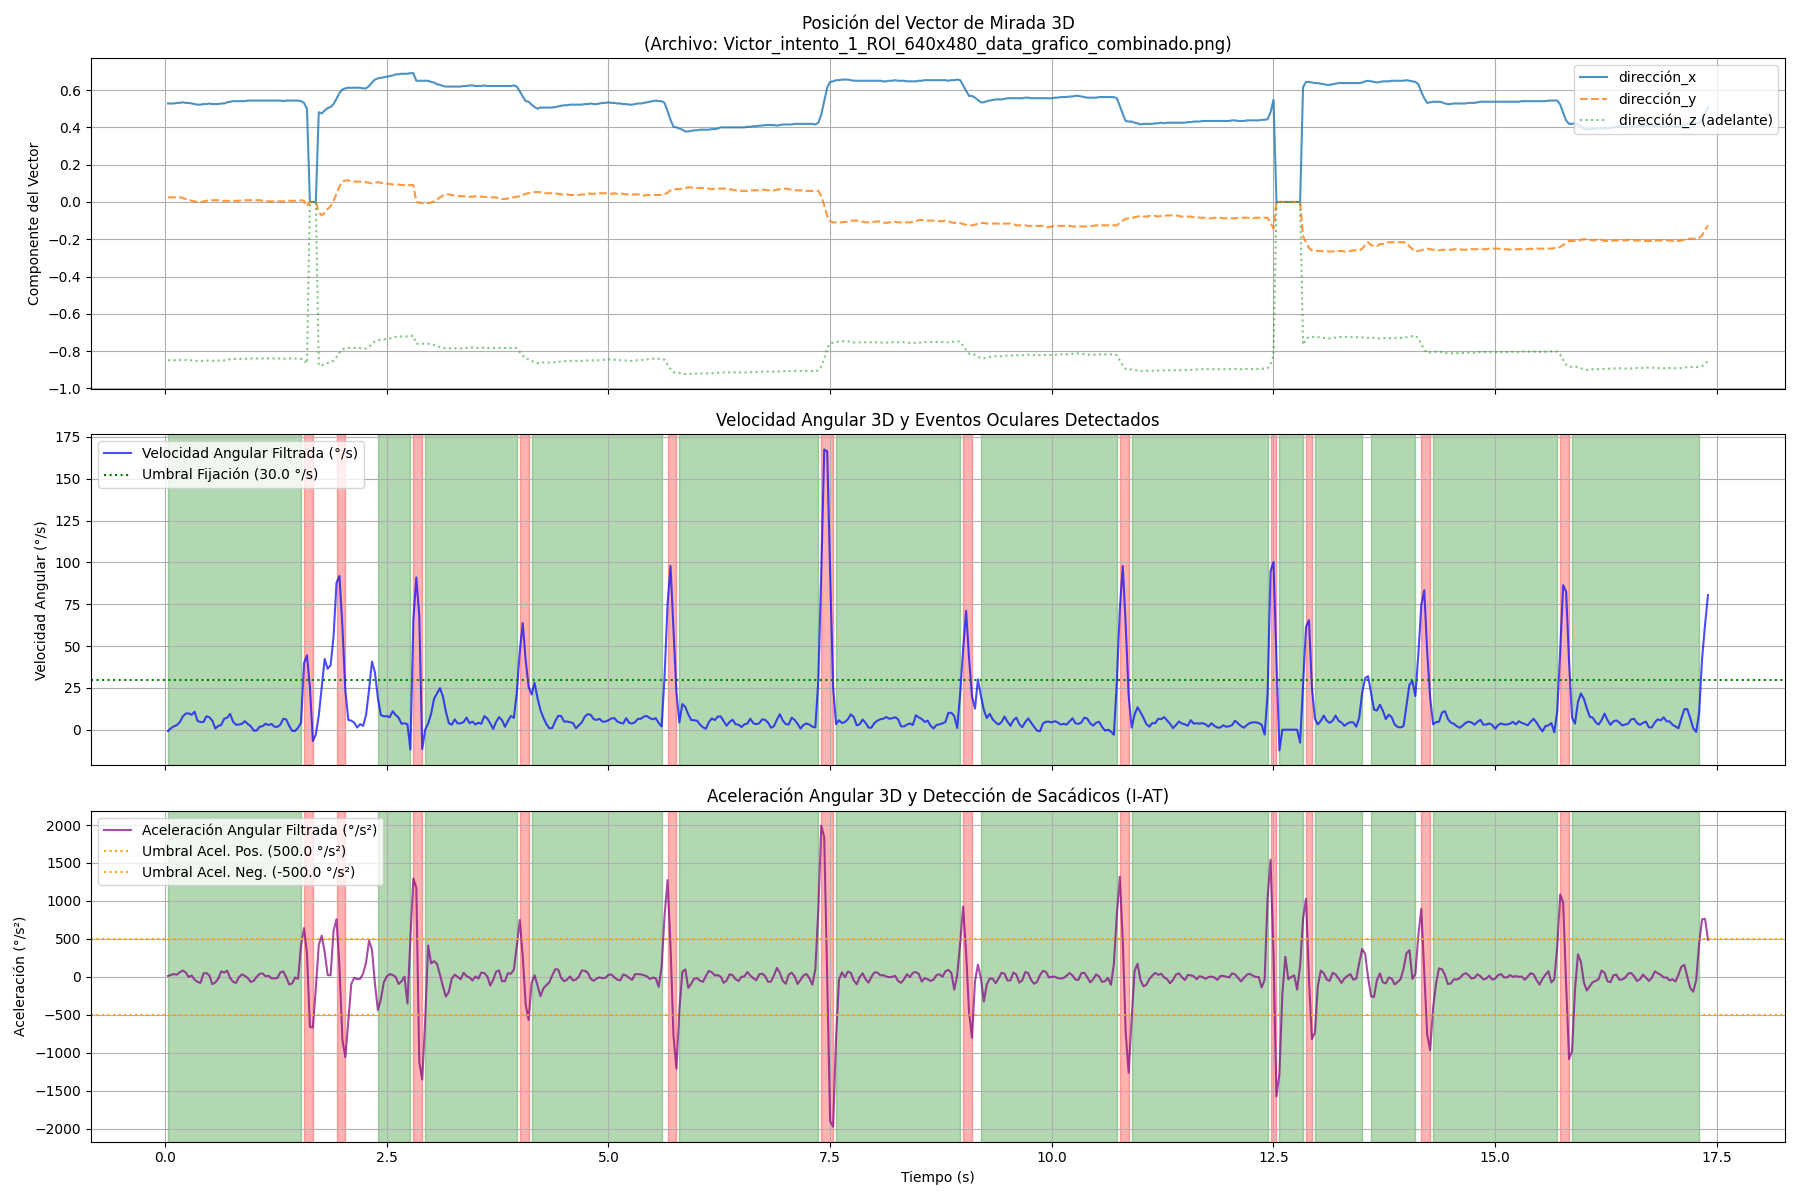 Posición del Vector de Mirada 3D
(Archivo: Victor_intento_1_ROI_640x480_data_grafico_combinado.png)
Componente del Vector
0.6
0.4
0.2
0.0
−0.2
−0.4
−0.6
−0.8
−1.0
dirección_x
dirección_y
dirección_z (adelante)
Velocidad Angular 3D y Eventos Oculares Detectados
Velocidad Angular (°/s)
175
150
125
100
75
50
25
0
Velocidad Angular Filtrada (°/s)
Umbral Fijación (30.0 °/s)
Aceleración Angular 3D y Detección de Sacádicos (I-AT)
Aceleración (°/s²)
2000
1500
1000
500
0
−500
−1000
−1500
−2000
Aceleración Angular Filtrada (°/s²)
Umbral Acel. Pos. (500.0 °/s²)
Umbral Acel. Neg. (-500.0 °/s²)
0.0 2.5 5.0 7.5 10.0 12.5 15.0 17.5
Tiempo (s)